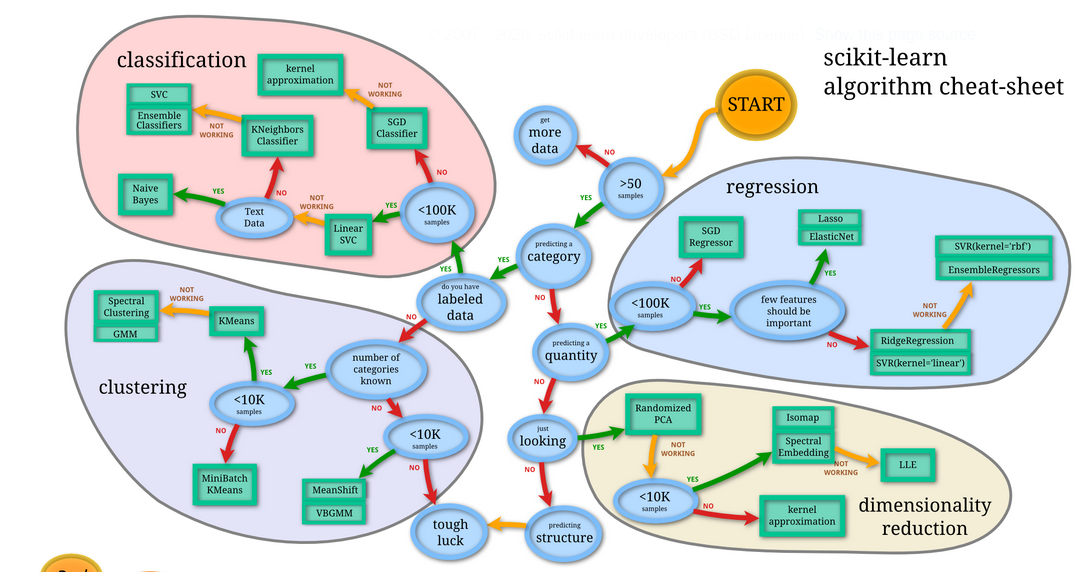 scikit-learn
algorithm cheat-sheet
START
classification
kernel
approximation
NOT
WORKING
SVC
Ensemble
Classifiers
NOT
WORKING
KNeighbors
Classifier
SGD
Classifier
NO
Naive
Bayes
YES
NO
Text
Data
NOT
WORKING
Linear
SVC
YES
<100K
samples
YES
get
more
data
NO
>50
samples
YES
predicting a
category
YES
NO
do you have
labeled
data
NO
predicting a
quantity
YES
NO
just
looking
YES
NO
predicting
structure
tough
luck
regression
SGD
Regressor
NO
<100K
samples
YES
Lasso
ElasticNet
YES
few features
should be
important
NO
SVR(kernel='rbf')
EnsembleRegressors
NOT
WORKING
RidgeRegression
SVR(kernel='linear')
clustering
Spectral
Clustering
GMM
NOT
WORKING
KMeans
YES
number of
categories
known
YES
NO
<10K
samples
NO
MiniBatch
KMeans
<10K
samples
YES
NO
MeanShift
VBGMM
dimensionality
reduction
Randomized
PCA
NOT
WORKING
<10K
samples
YES
NO
Isomap
Spectral
Embedding
NOT
WORKING
LLE
kernel
approximation